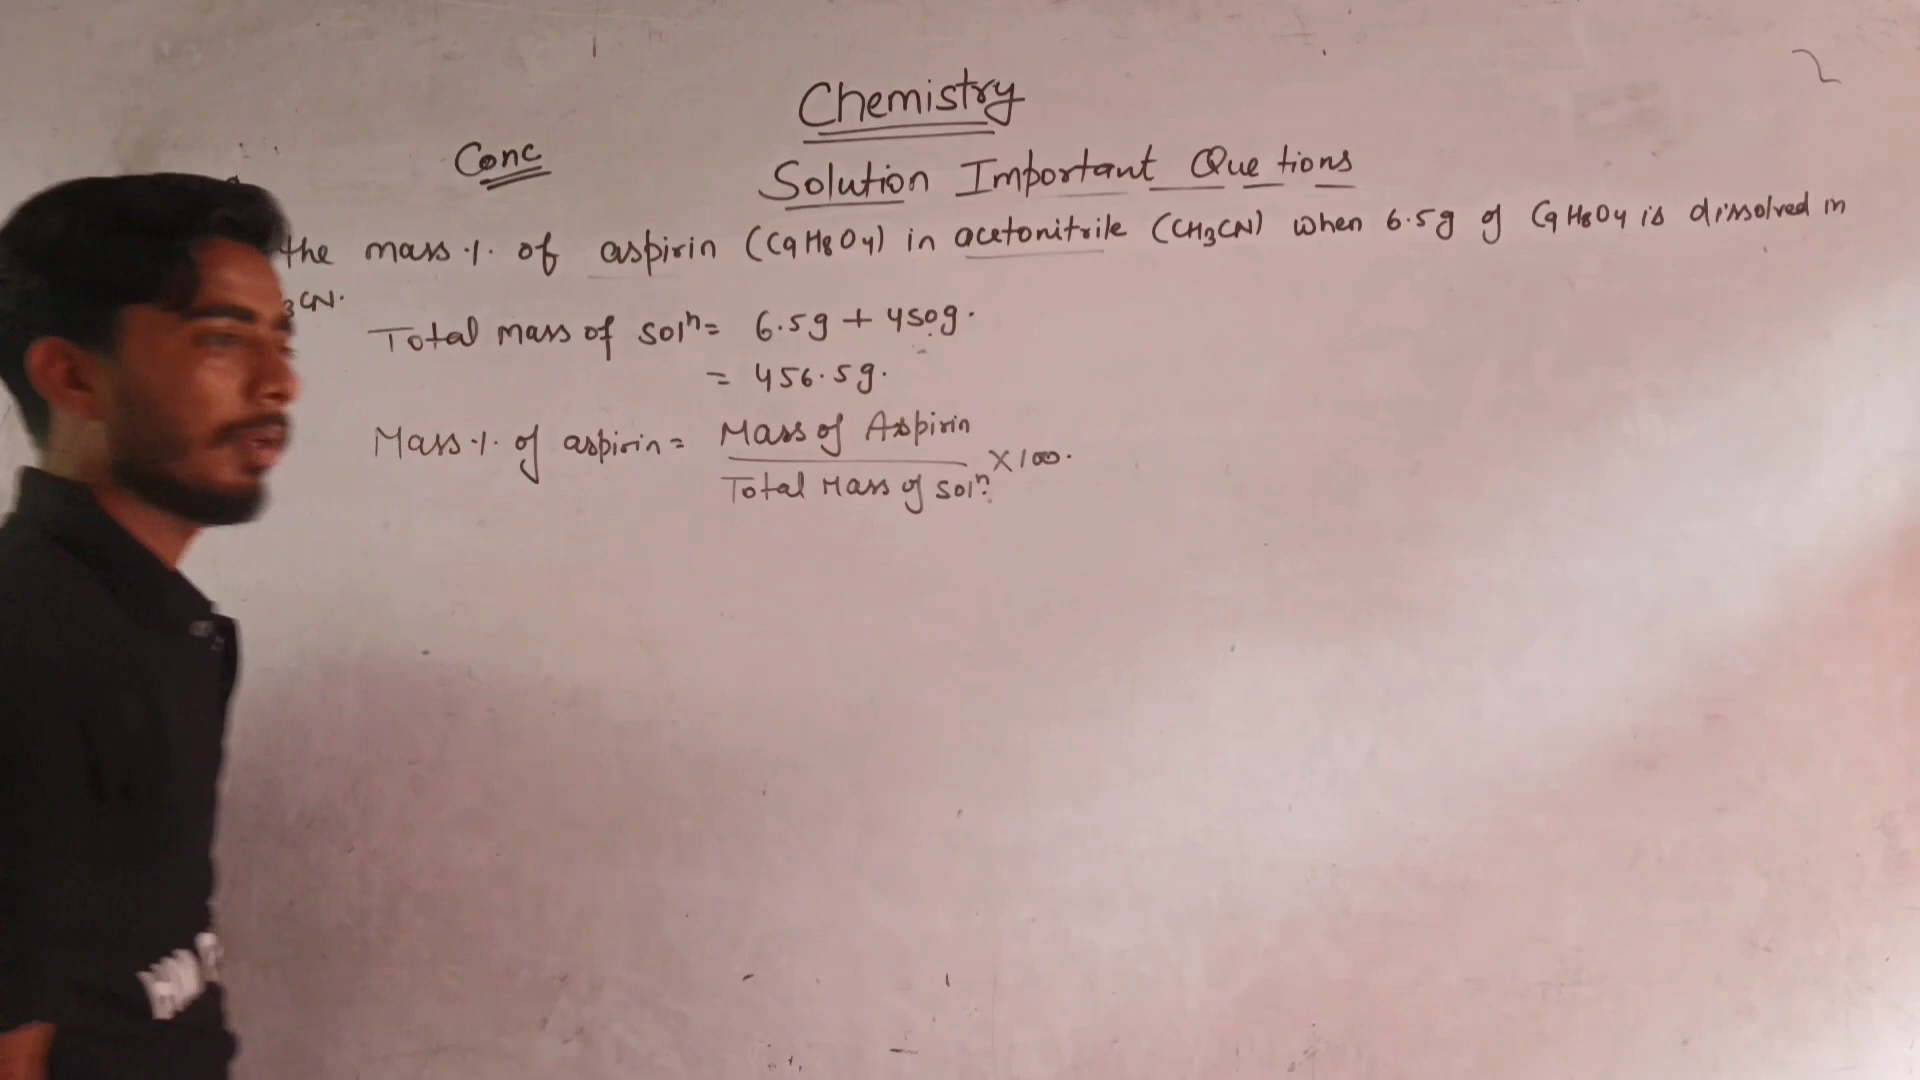 Chemistry
Conc
Solution Important Que tions
the mass ·/· of aspirin (C9H8O4) in acetonitrile (CH3CN) when 6.5g of C9H8O4 is dissolved in
3CN.
Total mass of solⁿ = 6.5g + 450g.
= 456.5g.
Mass ·/· of aspirin = Mass of Aspirin
Total Mass of solⁿ. ×100.